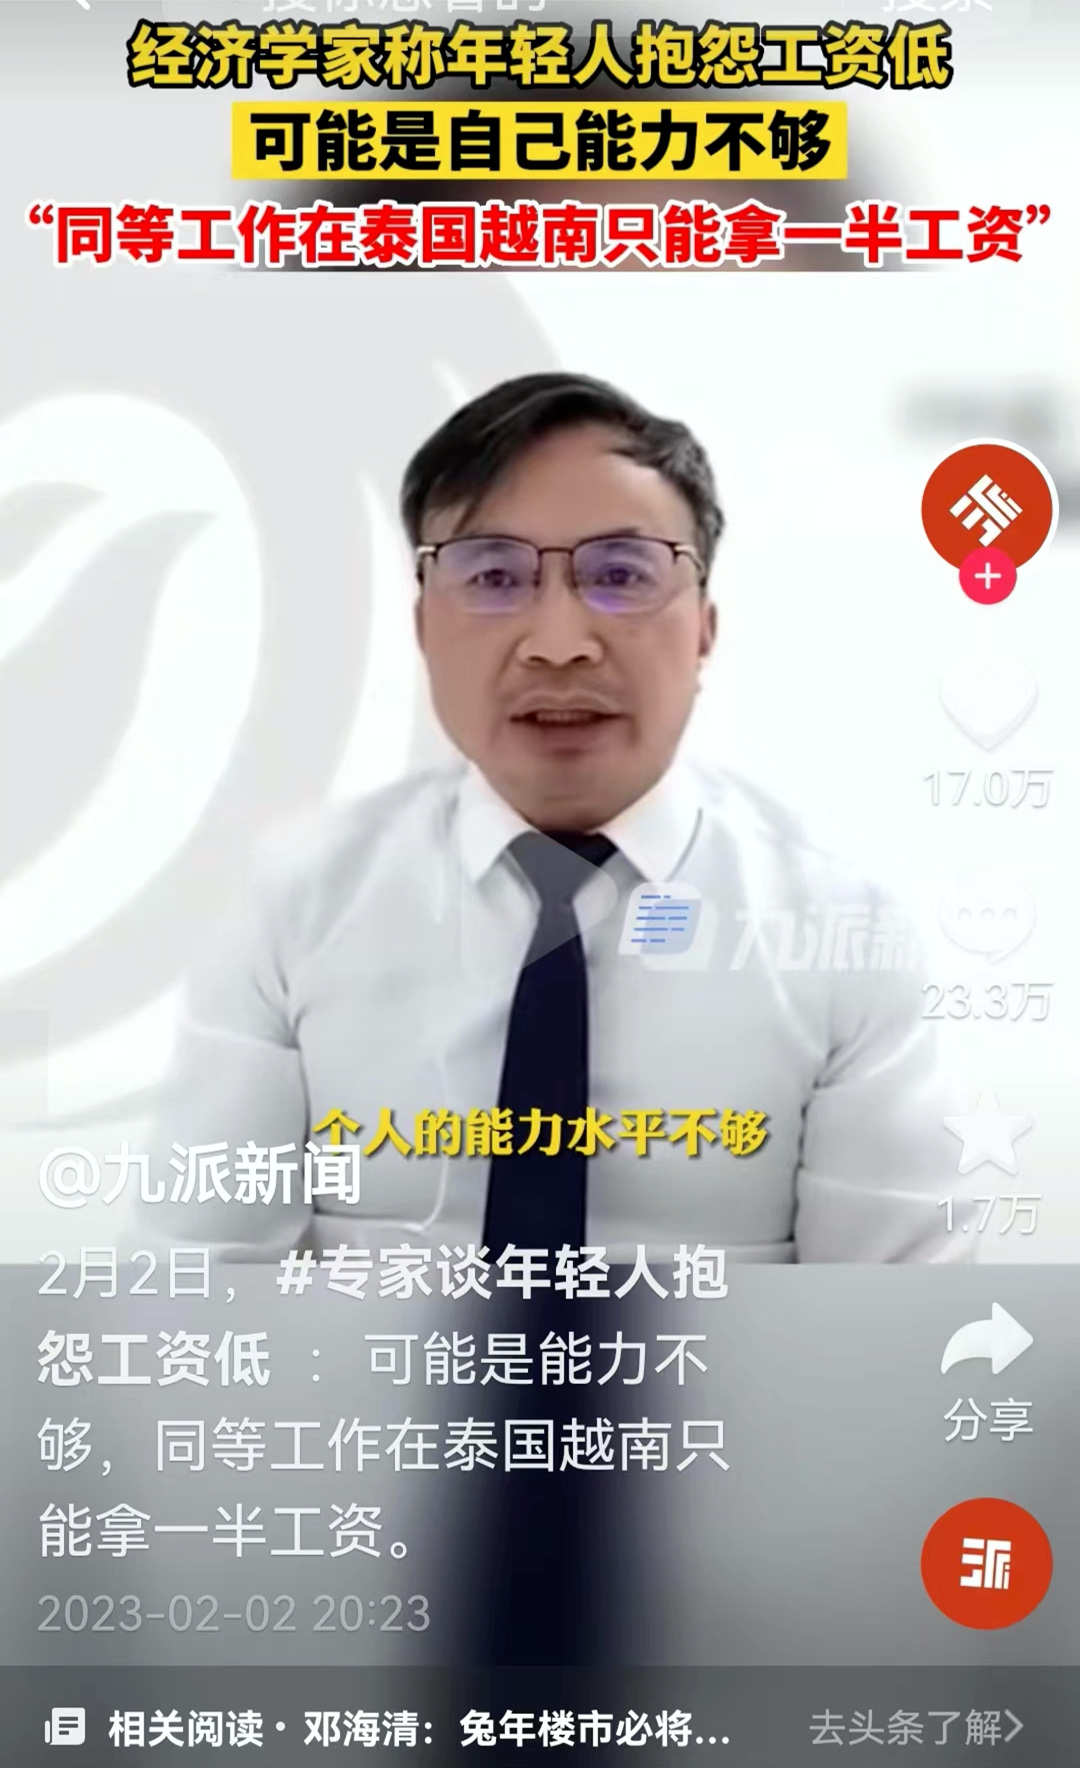 经济学家称年轻人抱怨工资低
可能是自己能力不够
“同等工作在泰国越南只能拿一半工资”
派
17.0万
九派新
23.3万
个人的能力水平不够
@九派新闻
1.7万
2月2日，#专家谈年轻人抱
怨工资低 ：可能是能力不
够，同等工作在泰国越南只
能拿一半工资。
分享
派
2023-02-02 20:23
相关阅读·邓海清：兔年楼市必将...
去头条了解>